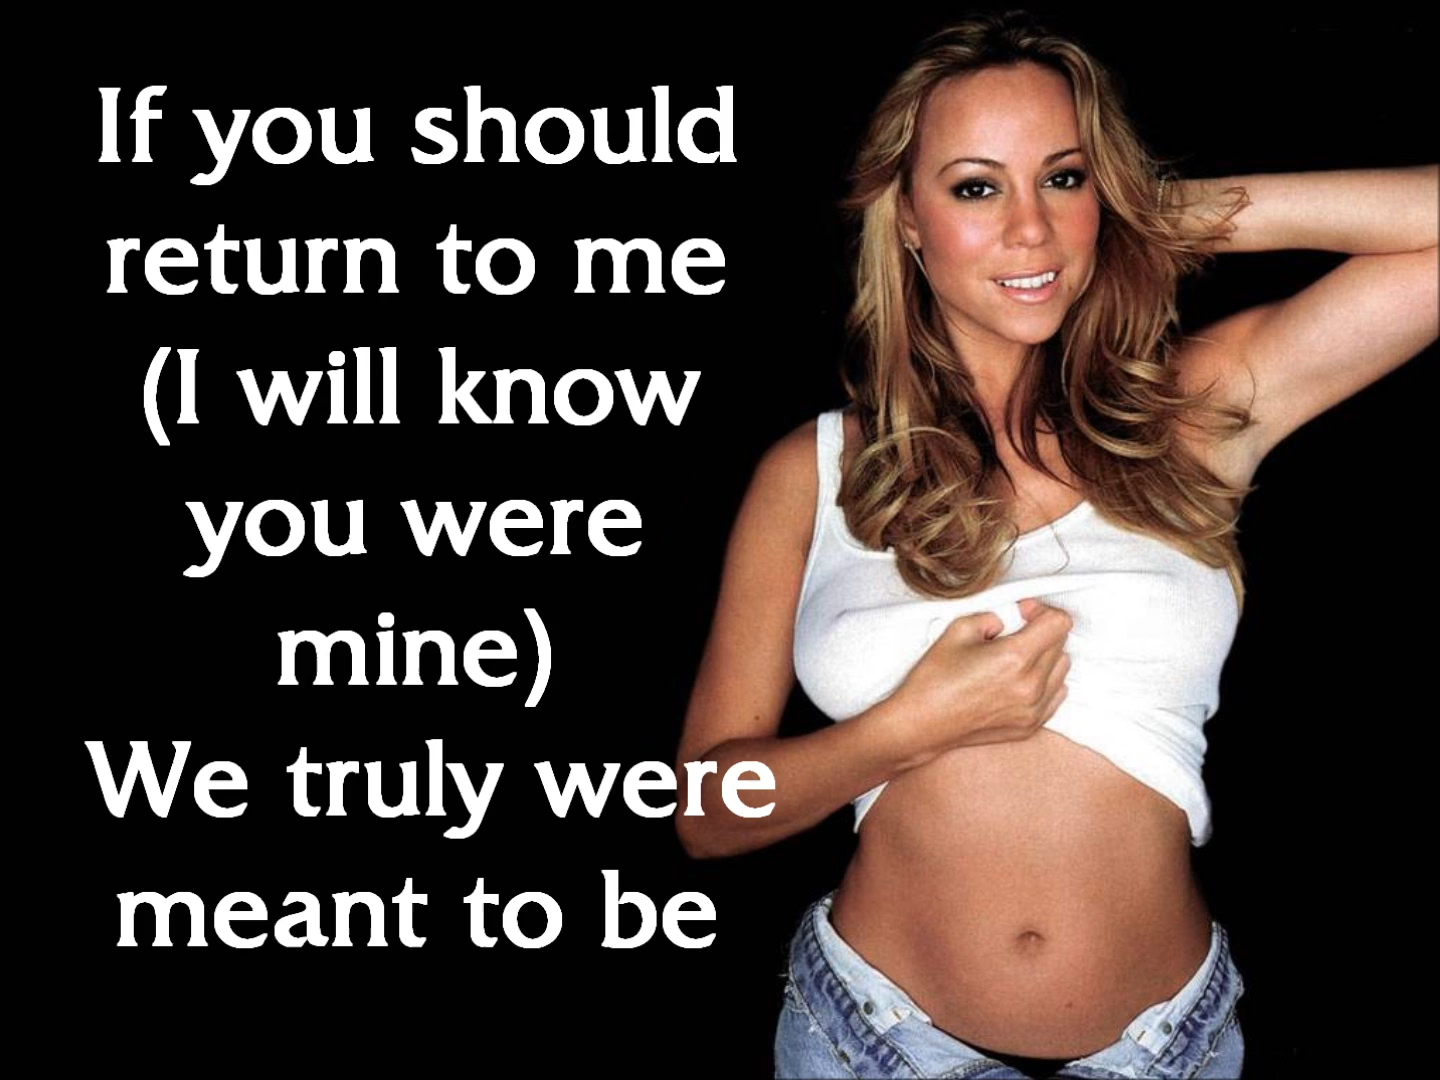 If you should
return to me
(I will know
you were
mine)
We truly were
meant to be